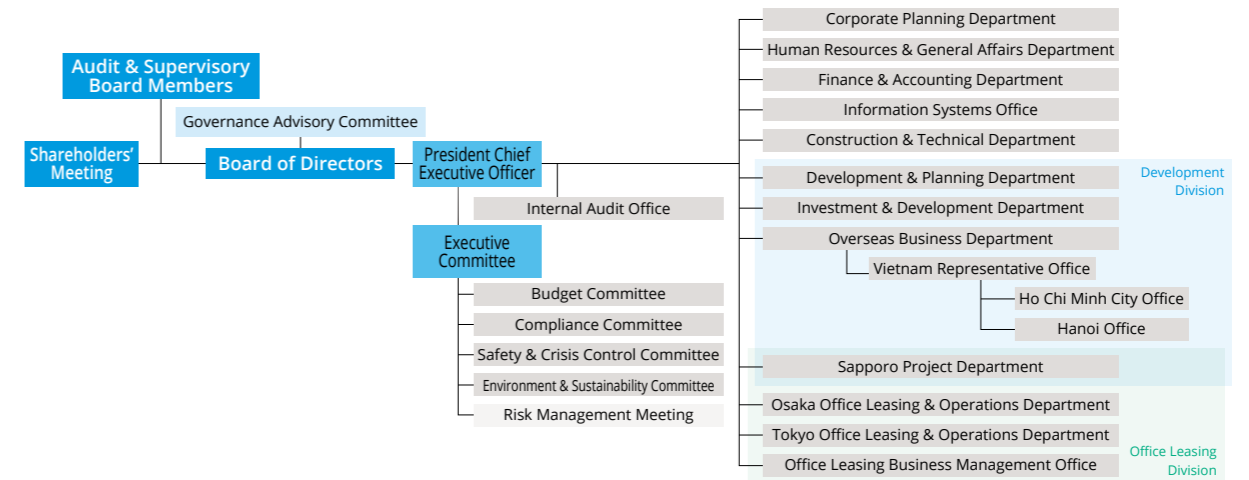 Audit & Supervisory
Board Members
Governance Advisory Committee
Shareholders’
Meeting
Board of Directors
President Chief
Executive Officer
Internal Audit Office
Executive
Committee
Budget Committee
Compliance Committee
Safety & Crisis Control Committee
Environment & Sustainability Committee
Risk Management Meeting
Corporate Planning Department
Human Resources & General Affairs Department
Finance & Accounting Department
Information Systems Office
Construction & Technical Department
Development
Division
Development & Planning Department
Investment & Development Department
Overseas Business Department
Vietnam Representative Office
Ho Chi Minh City Office
Hanoi Office
Sapporo Project Department
Osaka Office Leasing & Operations Department
Tokyo Office Leasing & Operations Department
Office Leasing Business Management Office
Office Leasing
Division